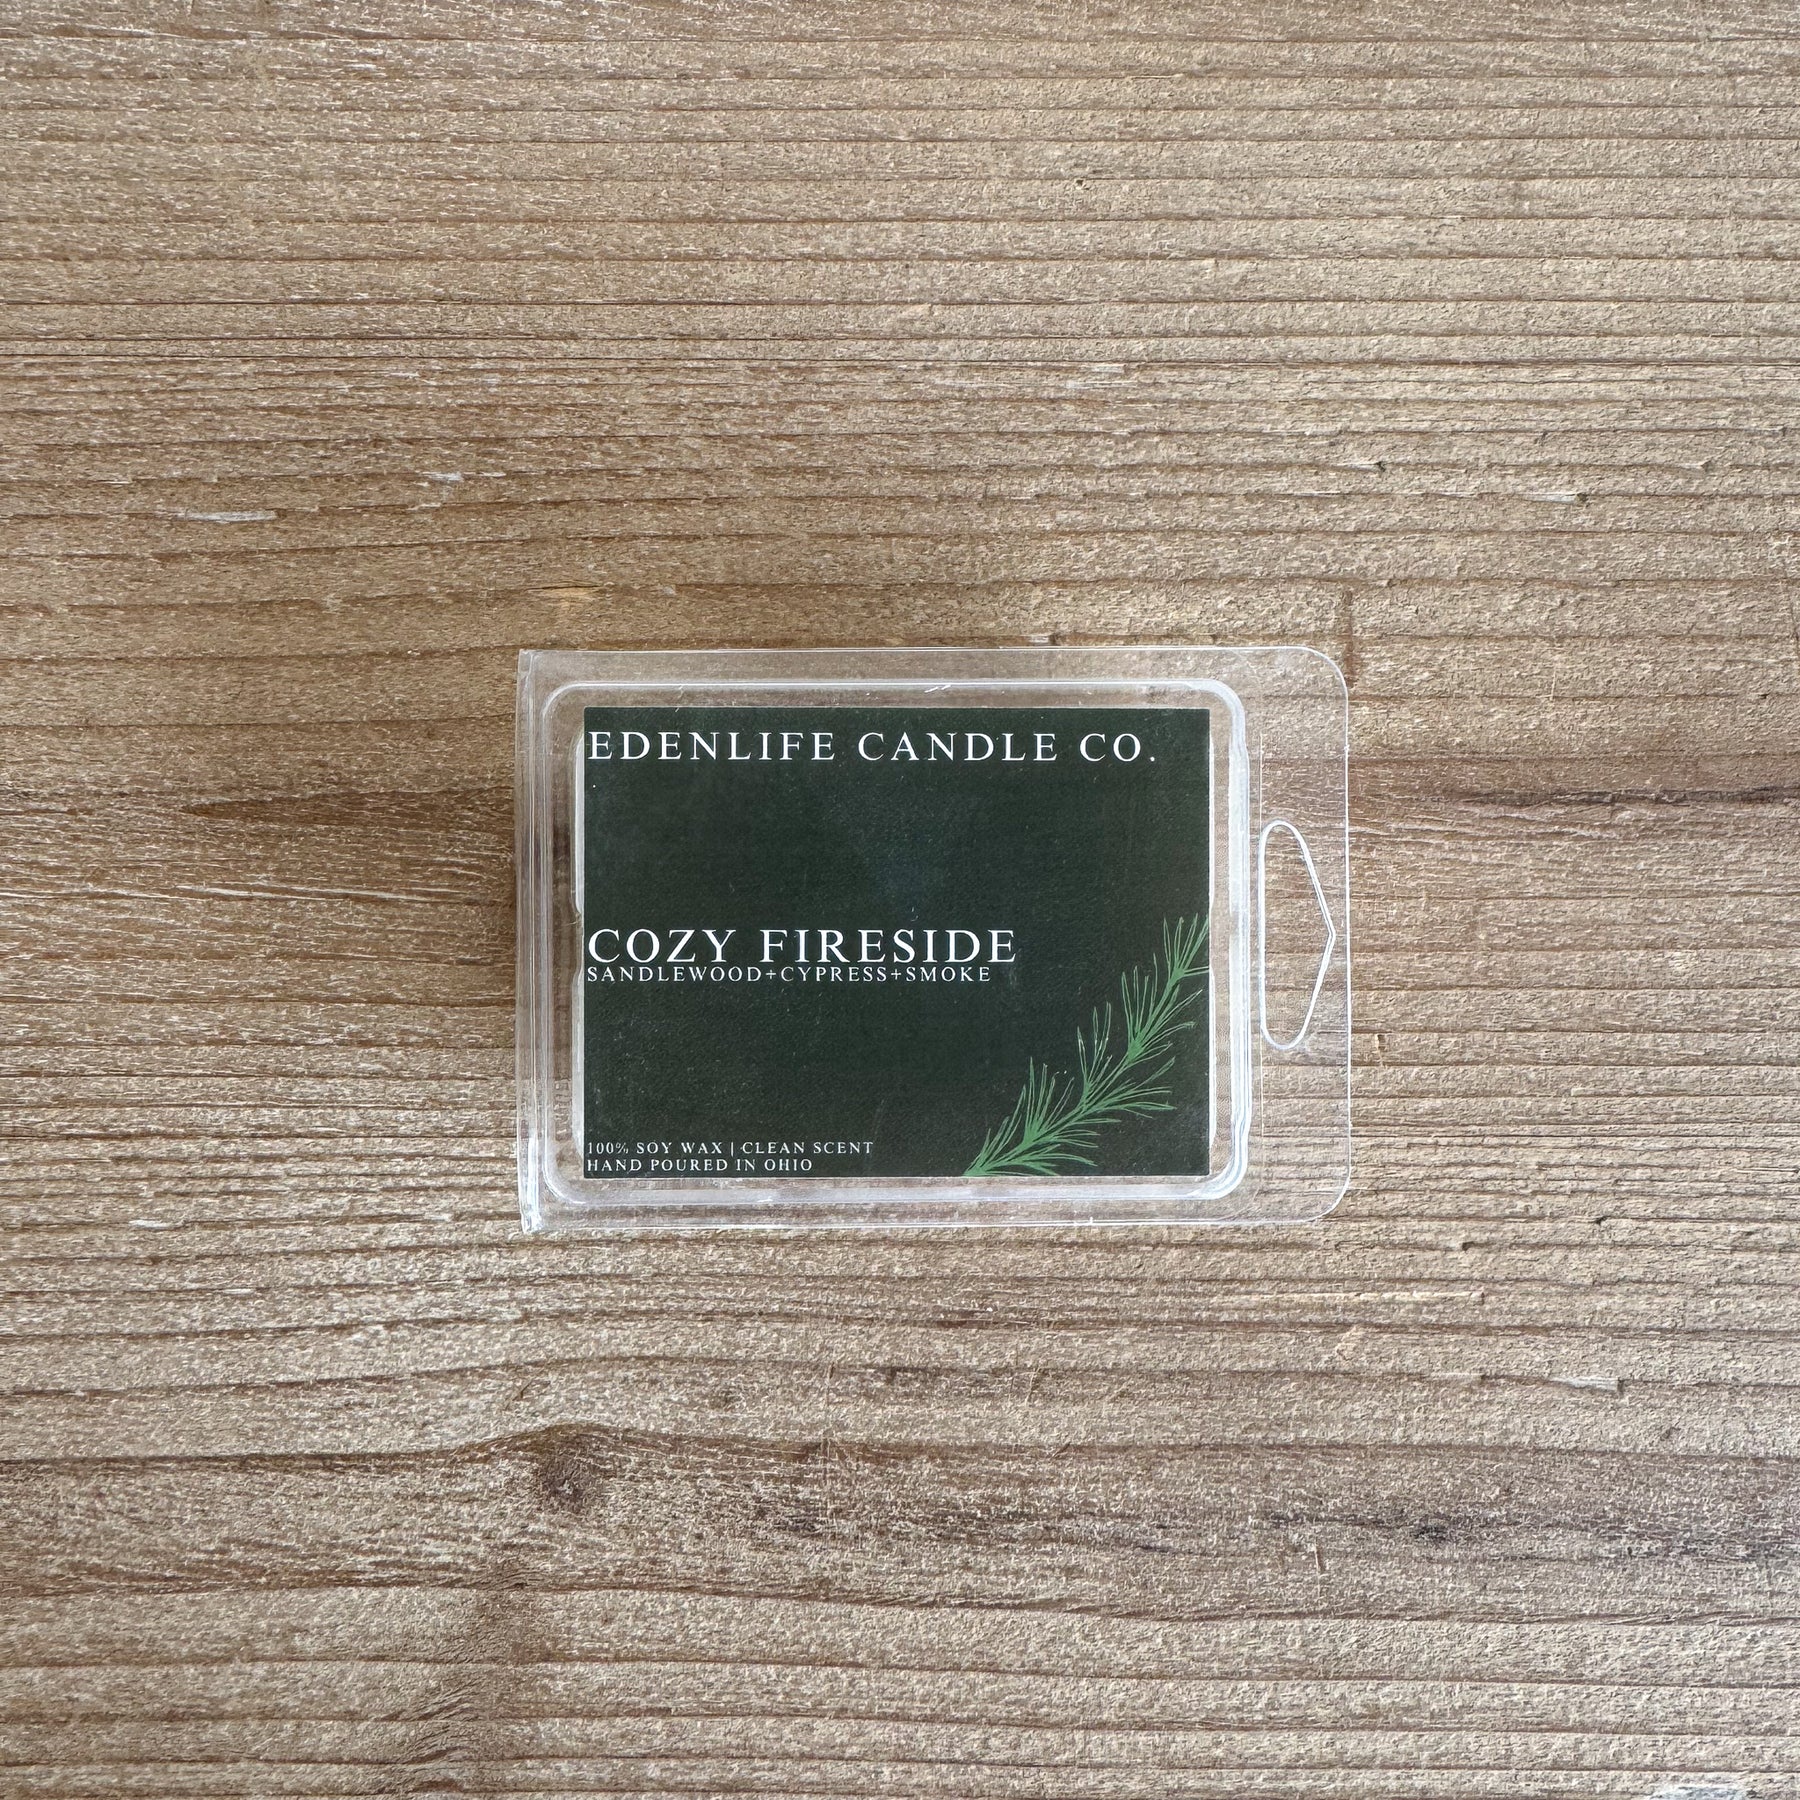 EDENLIFE CANDLE CO.
COZY FIRESIDE
SANDLEWOOD+CYPRESS+SMOKE
100% SOY WAX | CLEAN SCENT
HAND POURED IN OHIO